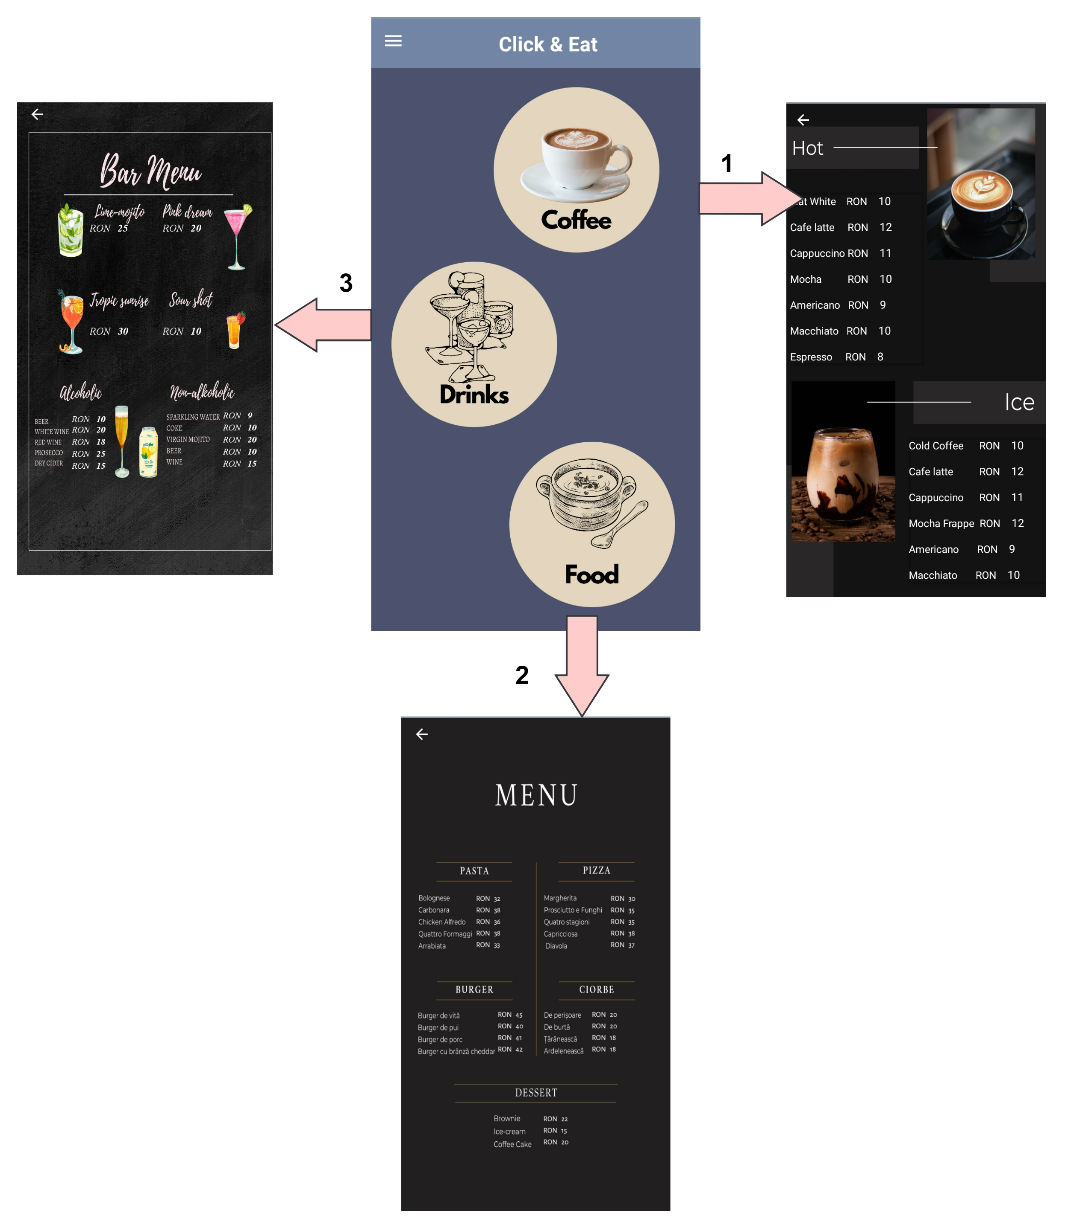 Click & Eat
Coffee
Drinks
Food
1
Hot
at White RON 10
Cafe latte RON 12
Cappuccino RON 11
Mocha RON 10
Americano RON 9
Macchiato RON 10
Espresso RON 8
Ice
Cold Coffee RON 10
Cafe latte RON 12
Cappuccino RON 11
Mocha Frappe RON 12
Americano RON 9
Macchiato RON 10
2
MENU
PASTA
Bolognese RON 32
Carbonara RON 38
Chicken Alfredo RON 36
Quattro Formaggi RON 38
Arrabiata RON 33
PIZZA
Margherita RON 30
Prosciutto e Funghi RON 35
Quatro stagioni RON 35
Capricciosa RON 38
Diavola RON 37
BURGER
Burger de vită RON 45
Burger de pui RON 40
Burger de porc RON 41
Burger cu brânză cheddar RON 42
CIORBE
De perișoare RON 20
De burtă RON 20
Țărănească RON 18
Ardelenească RON 18
DESSERT
Brownie RON 22
Ice-cream RON 15
Coffee Cake RON 20
3
Bar Menu
Lime-mojito
RON 25
Pink dream
RON 20
Tropic sunrise
RON 30
Sour shot
RON 10
Alcoholic
BEER RON 10
WHITE WINE RON 20
RED WINE RON 18
PROSECCO RON 25
DRY CIDER RON 15
Non-alkoholic
SPARKLING WATER RON 9
COKE RON 10
VIRGIN MOJITO RON 20
BEER RON 10
WINE RON 15